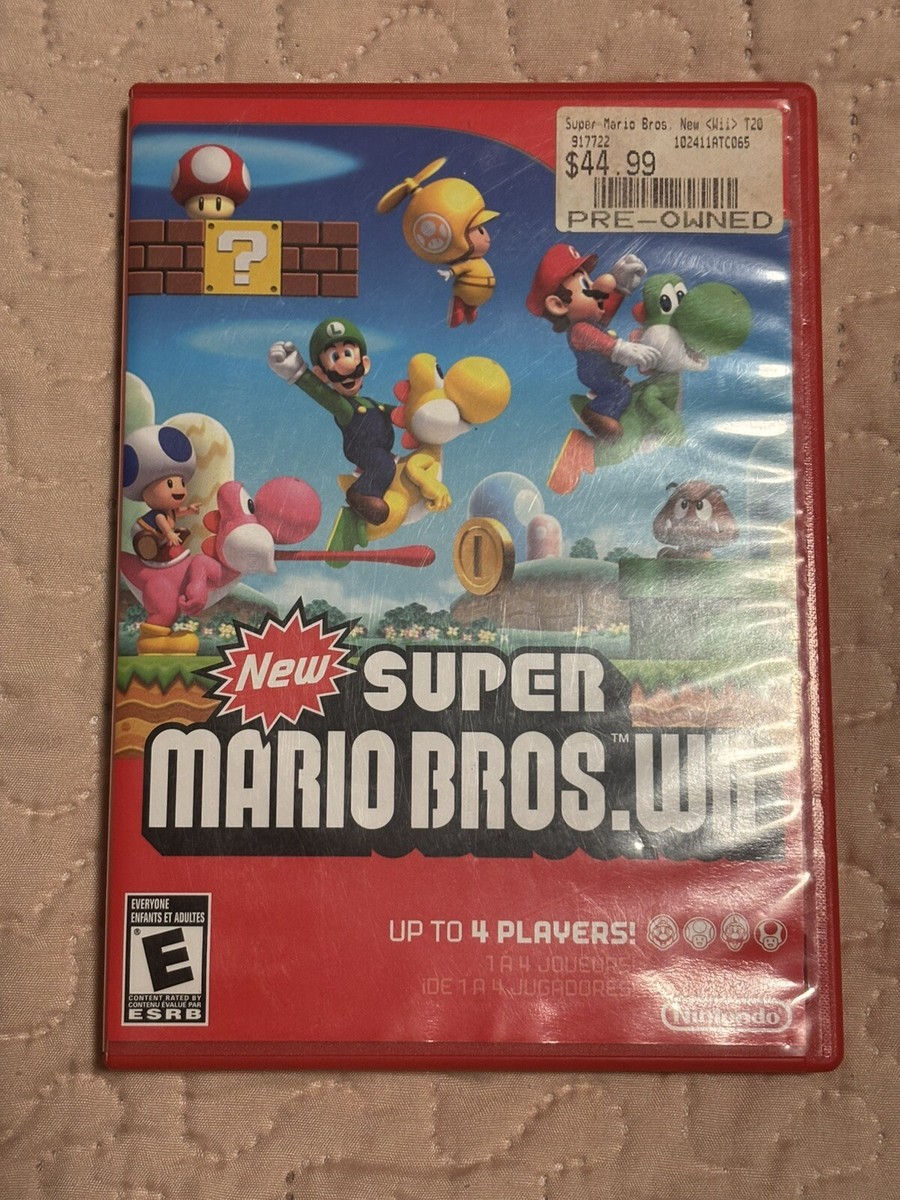 Super Mario Bros. New <Wii> T20
917722 102411ATC065
$44.99
PRE-OWNED
?
L
New SUPER
MARIO BROS.™ Wii
EVERYONE
ENFANTS ET ADULTES
E
®
CONTENT RATED BY
CONTENU ÉVALUÉ PAR
ESRB
UP TO 4 PLAYERS!
1 À 4 JOUEURS!
¡DE 1 A 4 JUGADORES!
Nintendo